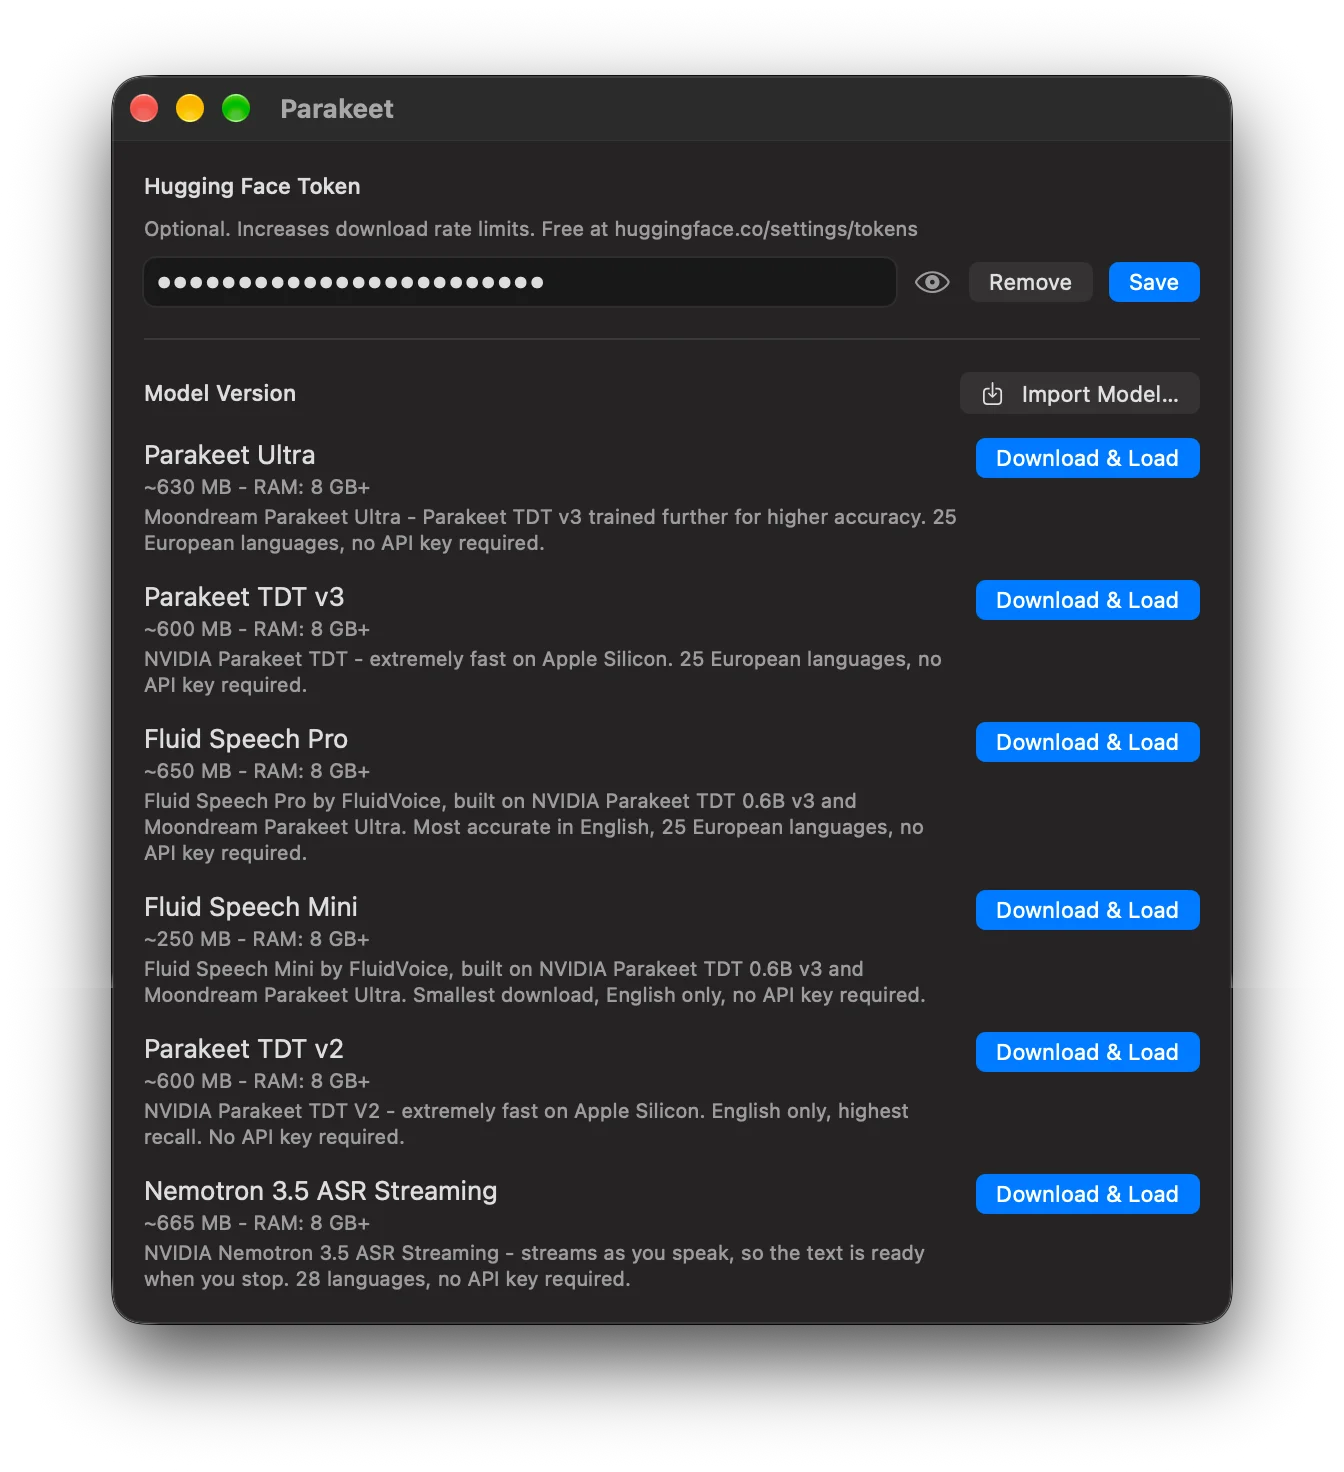 Parakeet
Hugging Face Token
Optional. Increases download rate limits. Free at huggingface.co/settings/tokens
●●●●●●●●●●●●●●●●●●●●●●●●
Remove
Save
Model Version
Import Model...
Parakeet Ultra
Download & Load
~630 MB - RAM: 8 GB+
Moondream Parakeet Ultra - Parakeet TDT v3 trained further for higher accuracy. 25
European languages, no API key required.
Parakeet TDT v3
Download & Load
~600 MB - RAM: 8 GB+
NVIDIA Parakeet TDT - extremely fast on Apple Silicon. 25 European languages, no
API key required.
Fluid Speech Pro
Download & Load
~650 MB - RAM: 8 GB+
Fluid Speech Pro by FluidVoice, built on NVIDIA Parakeet TDT 0.6B v3 and
Moondream Parakeet Ultra. Most accurate in English, 25 European languages, no
API key required.
Fluid Speech Mini
Download & Load
~250 MB - RAM: 8 GB+
Fluid Speech Mini by FluidVoice, built on NVIDIA Parakeet TDT 0.6B v3 and
Moondream Parakeet Ultra. Smallest download, English only, no API key required.
Parakeet TDT v2
Download & Load
~600 MB - RAM: 8 GB+
NVIDIA Parakeet TDT V2 - extremely fast on Apple Silicon. English only, highest
recall. No API key required.
Nemotron 3.5 ASR Streaming
Download & Load
~665 MB - RAM: 8 GB+
NVIDIA Nemotron 3.5 ASR Streaming - streams as you speak, so the text is ready
when you stop. 28 languages, no API key required.